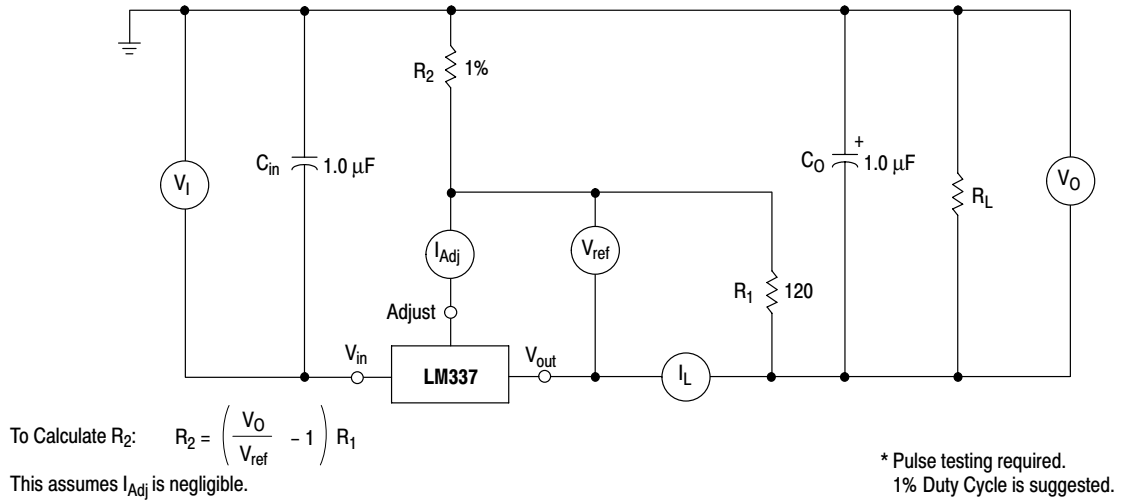 R2 1%
Cin 1.0 μF
CO + 1.0 μF
VI
RL
VO
IAdj
Vref
R1 120
Adjust
Vin
LM337
Vout
IL
To Calculate R2: R2 = ( VO / Vref – 1 ) R1
This assumes IAdj is negligible.
* Pulse testing required.
1% Duty Cycle is suggested.